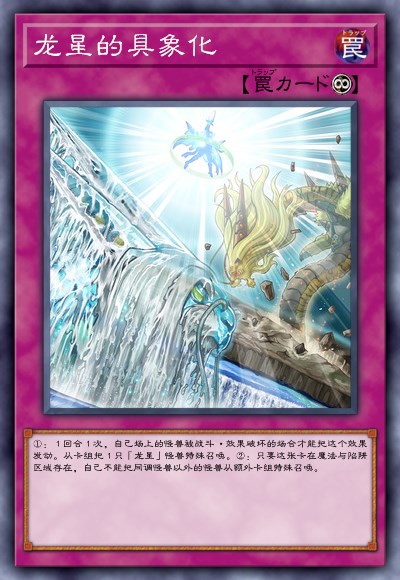 龙星的具象化
トラップ
罠
【罠カード】
トラップ
①：1回合1次，自己场上的怪兽被战斗·效果破坏的场合才能把这个效果
发动。从卡组把1只「龙星」怪兽特殊召唤。②：只要这张卡在魔法与陷阱
区域存在，自己不能把同调怪兽以外的怪兽从额外卡组特殊召唤。